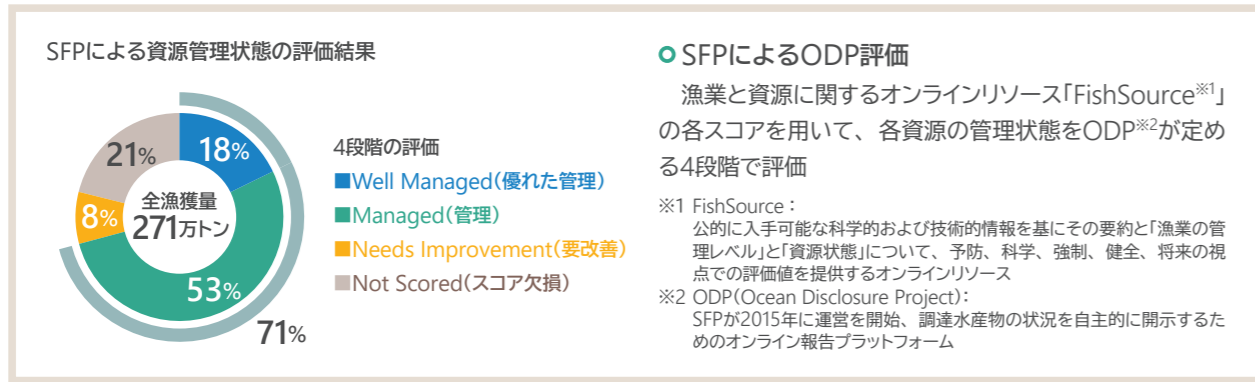 SFPによる資源管理状態の評価結果
18%
21%
8%
53%
71%
全漁獲量
271万トン
4段階の評価
■Well Managed(優れた管理)
■Managed(管理)
■Needs Improvement(要改善)
■Not Scored(スコア欠損)
SFPによるODP評価
漁業と資源に関するオンラインリソース「FishSource※1」
の各スコアを用いて、各資源の管理状態をODP※2が定め
る4段階で評価
※1 FishSource：
公的に入手可能な科学的および技術的情報を基にその要約と「漁業の管
理レベル」と「資源状態」について、予防、科学、強制、健全、将来の視
点での評価値を提供するオンラインリソース
※2 ODP(Ocean Disclosure Project)：
SFPが2015年に運営を開始、調達水産物の状況を自主的に開示するた
めのオンライン報告プラットフォーム